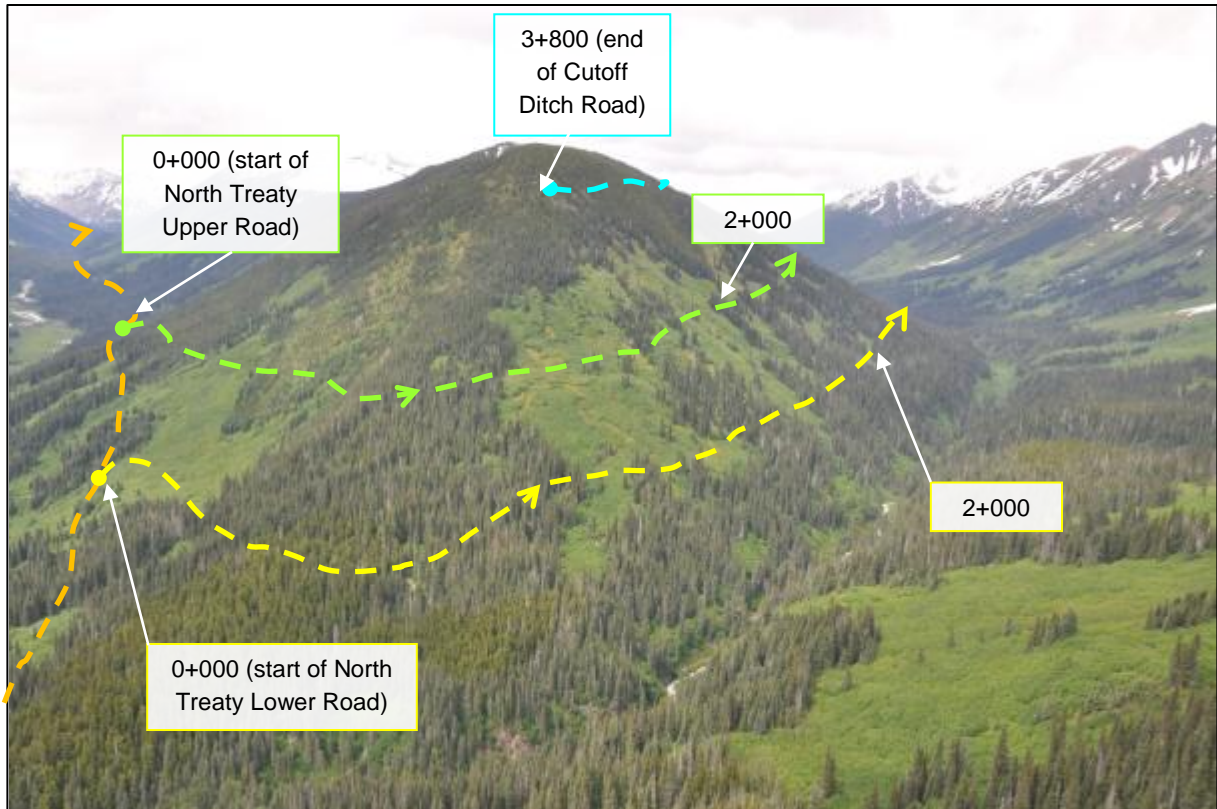 3+800 (end
of Cutoff
Ditch Road)
0+000 (start of
North Treaty
Upper Road)
2+000
2+000
0+000 (start of North
Treaty Lower Road)